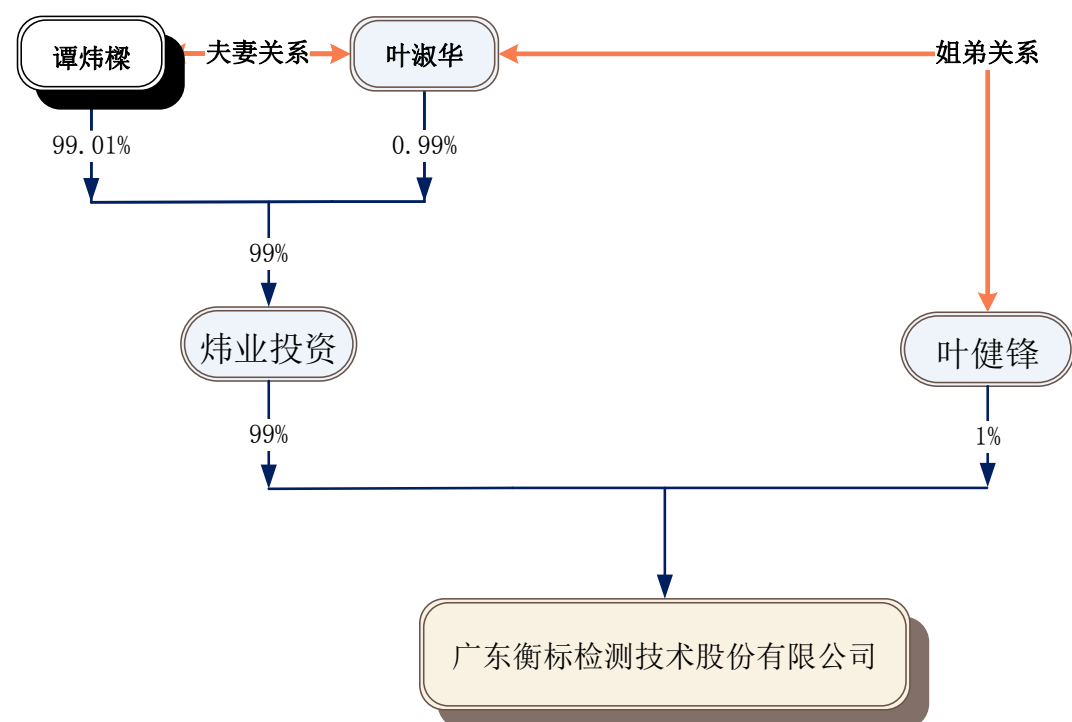 谭炜樑
夫妻关系
叶淑华
姐弟关系
99.01%
0.99%
99%
炜业投资
叶健锋
99%
1%
广东衡标检测技术股份有限公司